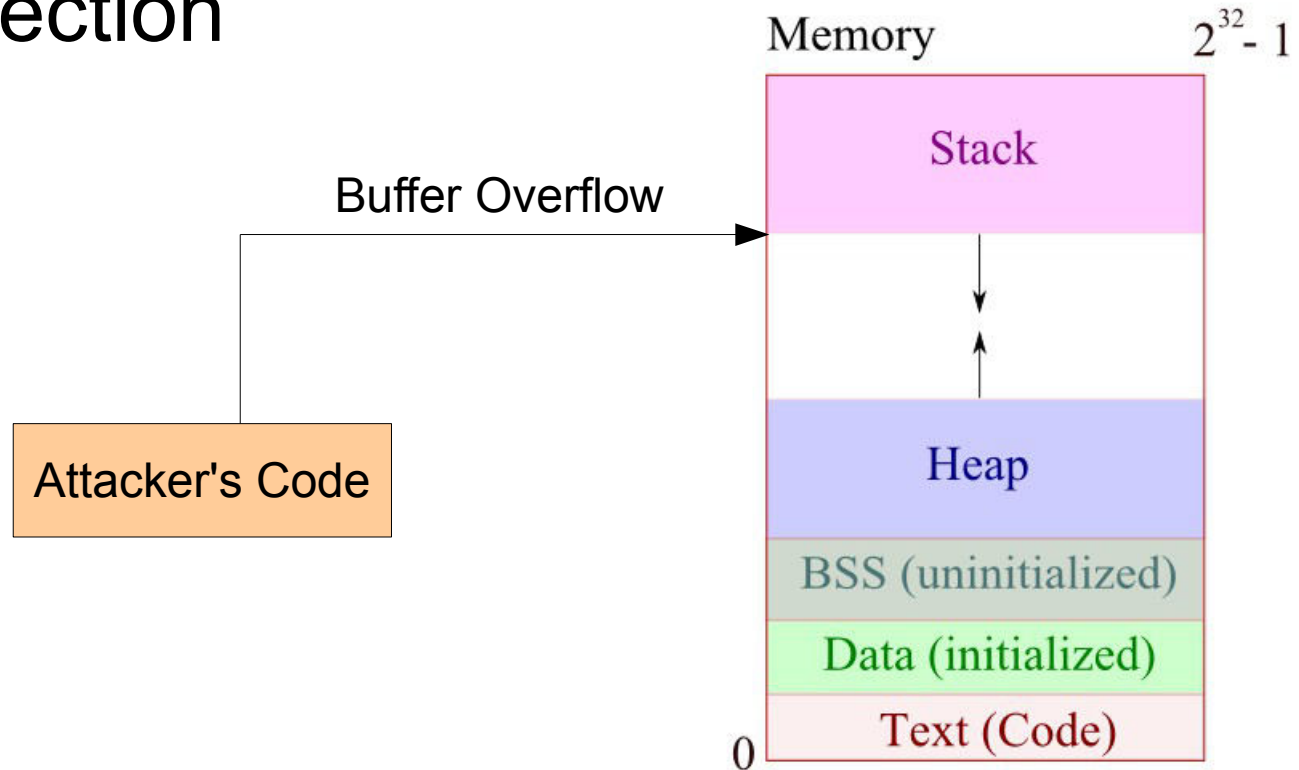 ection
Memory 2^32 - 1
Stack
Buffer Overflow
Attacker's Code
Heap
BSS (uninitialized)
Data (initialized)
Text (Code)
0